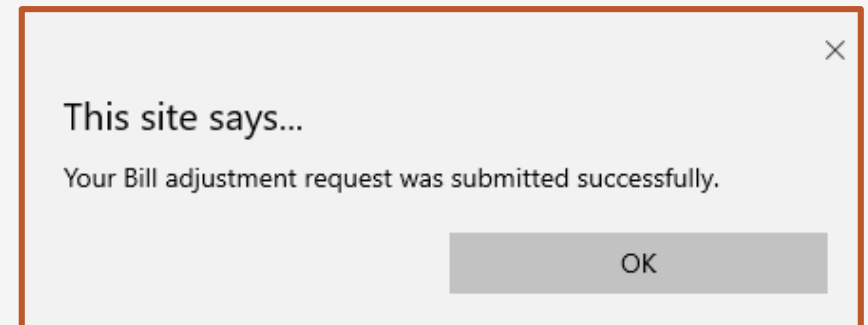 This site says...
Your Bill adjustment request was submitted successfully.
OK